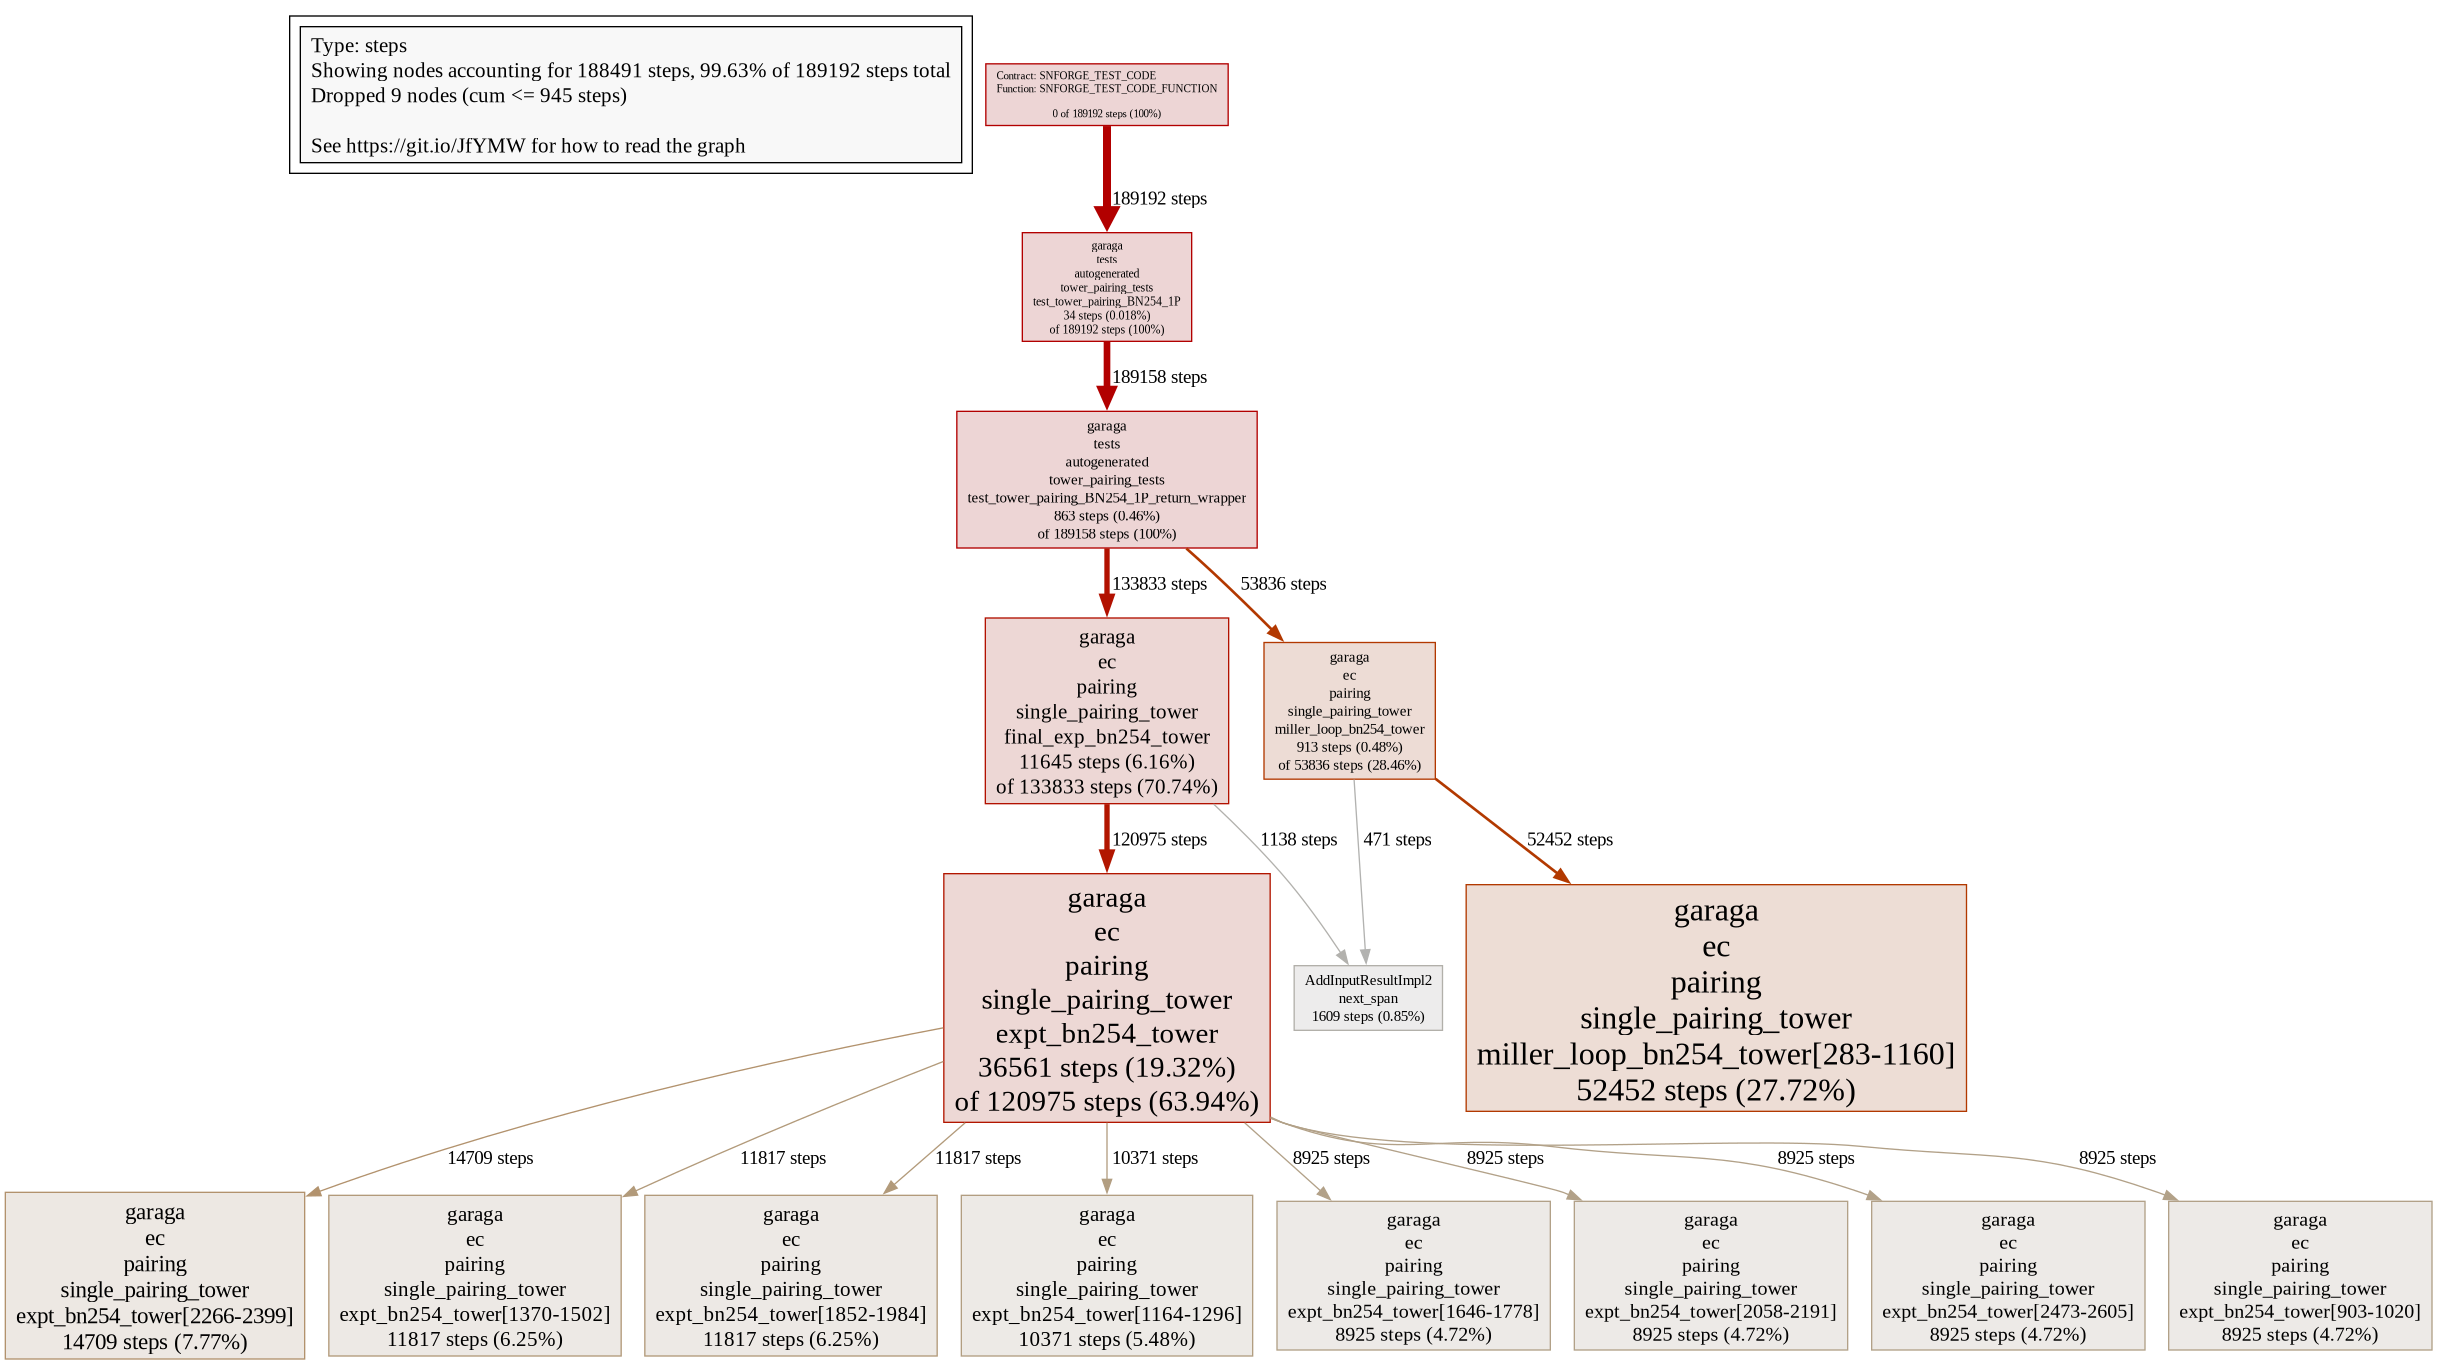 Type: steps
Showing nodes accounting for 188491 steps, 99.63% of 189192 steps total
Dropped 9 nodes (cum <= 945 steps)
See https://git.io/JfYMW for how to read the graph
Contract: SNFORGE_TEST_CODE
Function: SNFORGE_TEST_CODE_FUNCTION
0 of 189192 steps (100%)
189192 steps
garaga
tests
autogenerated
tower_pairing_tests
test_tower_pairing_BN254_1P
34 steps (0.018%)
of 189192 steps (100%)
189158 steps
garaga
tests
autogenerated
tower_pairing_tests
test_tower_pairing_BN254_1P_return_wrapper
863 steps (0.46%)
of 189158 steps (100%)
133833 steps
53836 steps
garaga
ec
pairing
single_pairing_tower
final_exp_bn254_tower
11645 steps (6.16%)
of 133833 steps (70.74%)
garaga
ec
pairing
single_pairing_tower
miller_loop_bn254_tower
913 steps (0.48%)
of 53836 steps (28.46%)
120975 steps
1138 steps
471 steps
52452 steps
garaga
ec
pairing
single_pairing_tower
expt_bn254_tower
36561 steps (19.32%)
of 120975 steps (63.94%)
AddInputResultImpl2
next_span
1609 steps (0.85%)
garaga
ec
pairing
single_pairing_tower
miller_loop_bn254_tower[283-1160]
52452 steps (27.72%)
14709 steps
11817 steps
11817 steps
10371 steps
8925 steps
8925 steps
8925 steps
8925 steps
garaga
ec
pairing
single_pairing_tower
expt_bn254_tower[2266-2399]
14709 steps (7.77%)
garaga
ec
pairing
single_pairing_tower
expt_bn254_tower[1370-1502]
11817 steps (6.25%)
garaga
ec
pairing
single_pairing_tower
expt_bn254_tower[1852-1984]
11817 steps (6.25%)
garaga
ec
pairing
single_pairing_tower
expt_bn254_tower[1164-1296]
10371 steps (5.48%)
garaga
ec
pairing
single_pairing_tower
expt_bn254_tower[1646-1778]
8925 steps (4.72%)
garaga
ec
pairing
single_pairing_tower
expt_bn254_tower[2058-2191]
8925 steps (4.72%)
garaga
ec
pairing
single_pairing_tower
expt_bn254_tower[2473-2605]
8925 steps (4.72%)
garaga
ec
pairing
single_pairing_tower
expt_bn254_tower[903-1020]
8925 steps (4.72%)